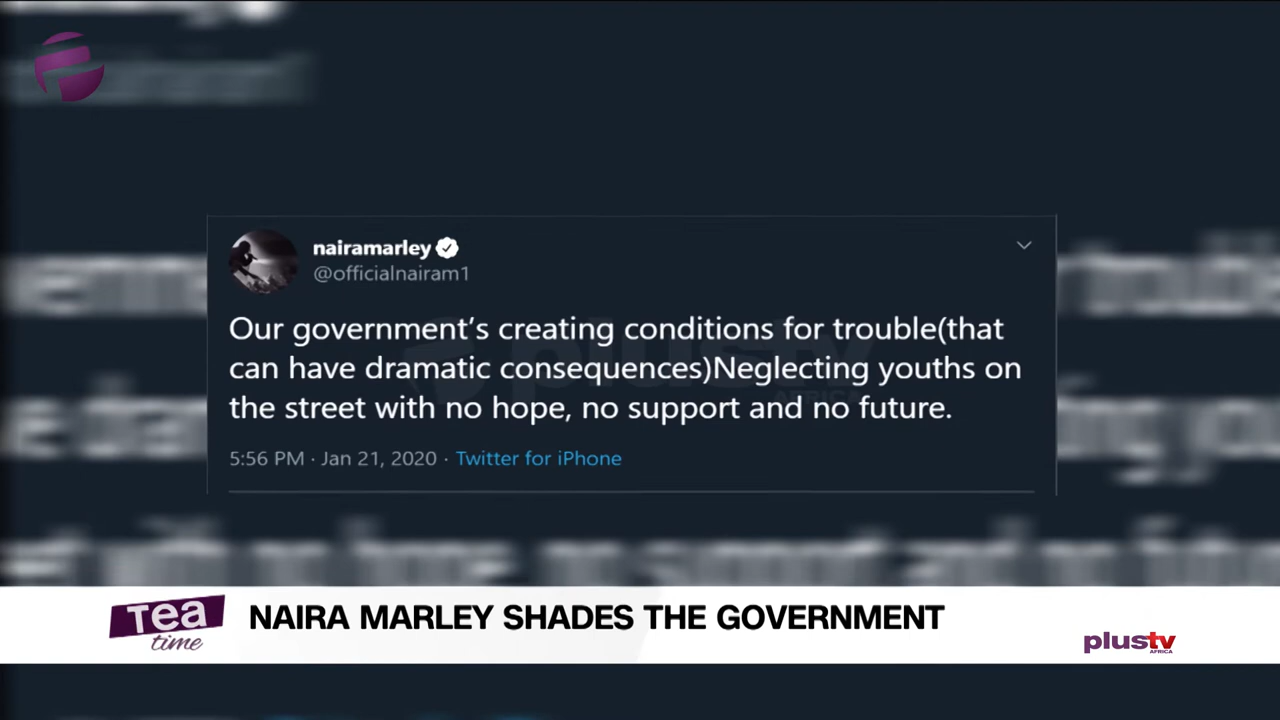 nairamarley
@officialnairam1
Our government's creating conditions for trouble(that
can have dramatic consequences)Neglecting youths on
the street with no hope, no support and no future.
5:56 PM · Jan 21, 2020 · Twitter for iPhone
Tea
time
NAIRA MARLEY SHADES THE GOVERNMENT
plustv
AFRICA